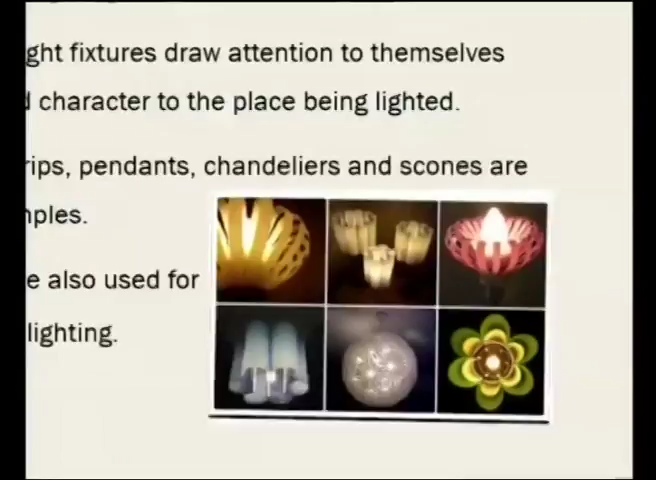 ght fixtures draw attention to themselves
character to the place being lighted.
rips, pendants, chandeliers and scones are
ples.
e also used for
lighting.